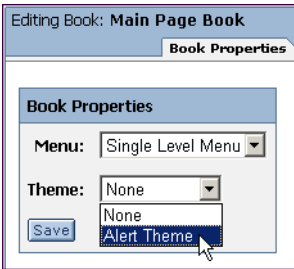 Editing Book: Main Page Book
Book Properties
Book Properties
Menu: Single Level Menu
Theme: None
None
Alert Theme
Save